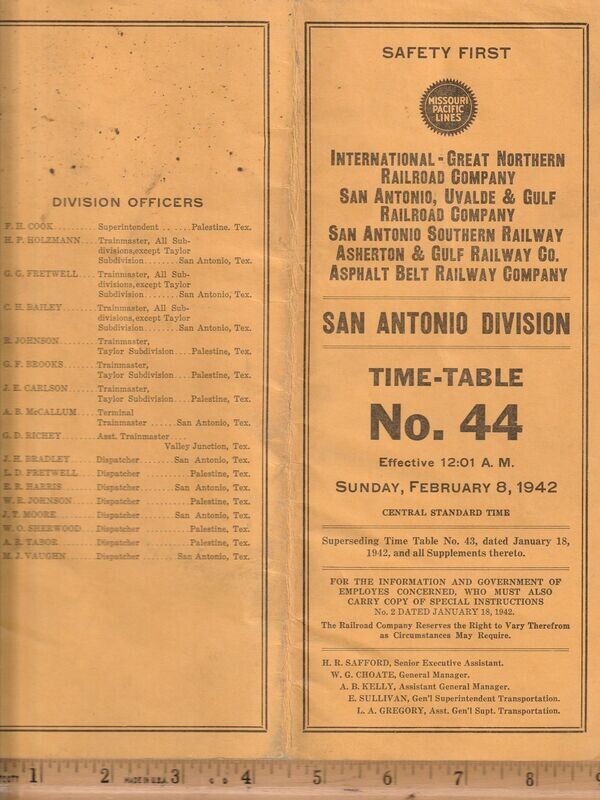 DIVISION OFFICERS
F. H. COOK..........Superintendent.......Palestine, Tex.
H. P. HOLZMANN....Trainmaster, All Sub-
divisions,except Taylor
Subdivision........San Antonio, Tex.
G. G. FRETWELL....Trainmaster, All Sub-
divisions,except Taylor
Subdivision........San Antonio, Tex.
C. H. BAILEY.......Trainmaster, All Sub-
divisions,except Taylor
Subdivision........San Antonio, Tex.
R. JOHNSON........Trainmaster,
Taylor Subdivision....Palestine, Tex.
G. F. BROOKS.......Trainmaster,
Taylor Subdivision....Palestine, Tex.
J. E. CARLSON......Trainmaster,
Taylor Subdivision....Palestine, Tex.
A. B. McCALLUM....Terminal
Trainmaster......San Antonio, Tex.
G. D. RICHEY.......Asst. Trainmaster....
Valley Junction, Tex.
J. H. BRADLEY......Dispatcher.......San Antonio, Tex.
L. D. FRETWELL....Dispatcher..........Palestine, Tex.
E. R. HARRIS.......Dispatcher.......San Antonio, Tex.
W. R. JOHNSON.....Dispatcher..........Palestine, Tex.
J. T. MOORE........Dispatcher.......San Antonio, Tex.
W. O. SHERWOOD....Dispatcher..........Palestine, Tex.
A. R. TABOR........Dispatcher..........Palestine, Tex.
M. J. VAUGHN.......Dispatcher.......San Antonio, Tex.
SAFETY FIRST
MISSOURI
PACIFIC
LINES
INTERNATIONAL-GREAT NORTHERN
RAILROAD COMPANY
SAN ANTONIO, UVALDE & GULF
RAILROAD COMPANY
SAN ANTONIO SOUTHERN RAILWAY
ASHERTON & GULF RAILWAY CO.
ASPHALT BELT RAILWAY COMPANY
SAN ANTONIO DIVISION
TIME-TABLE
No. 44
Effective 12:01 A. M.
SUNDAY, FEBRUARY 8, 1942
CENTRAL STANDARD TIME
Superseding Time Table No. 43, dated January 18,
1942, and all Supplements thereto.
FOR THE INFORMATION AND GOVERNMENT OF
EMPLOYES CONCERNED, WHO MUST ALSO
CARRY COPY OF SPECIAL INSTRUCTIONS
No. 2 DATED JANUARY 18, 1942.
The Railroad Company Reserves the Right to Vary Therefrom
as Circumstances May Require.
H. R. SAFFORD, Senior Executive Assistant.
W. G. CHOATE, General Manager.
A. B. KELLY, Assistant General Manager.
E. SULLIVAN, Gen'l Superintendent Transportation.
L. A. GREGORY, Asst. Gen'l Supt. Transportation.
1 2 MADE IN U.S.A. 3 4 5 6 7 8